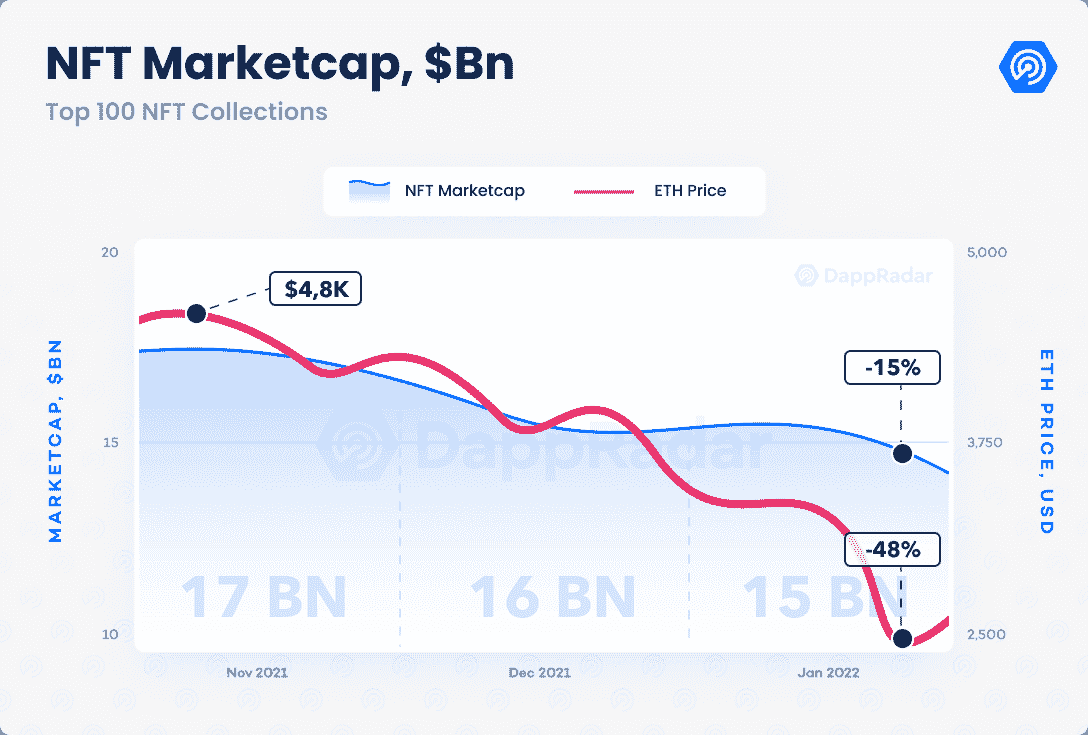 NFT Marketcap, $Bn
Top 100 NFT Collections
NFT Marketcap
ETH Price
20
5,000
$4,8K
DappRadar
-15%
MARKETCAP, $BN
ETH PRICE, USD
15
DappRadar
3,750
-48%
17 BN
16 BN
15 BN
10
2,500
Nov 2021
Dec 2021
Jan 2022